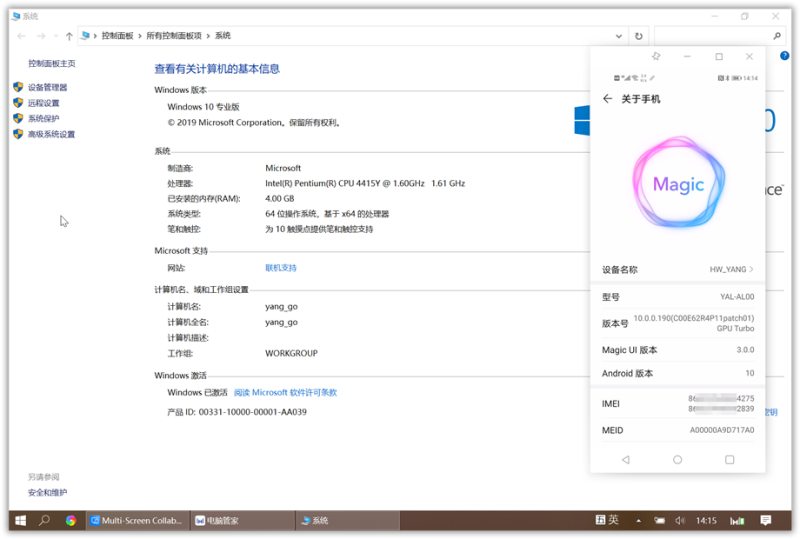 系统
控制面板 › 所有控制面板项 › 系统
控制面板主页
设备管理器
远程设置
系统保护
高级系统设置
查看有关计算机的基本信息
Windows 版本
Windows 10 专业版
© 2019 Microsoft Corporation。保留所有权利。
系统
制造商: Microsoft
处理器: Intel(R) Pentium(R) CPU 4415Y @ 1.60GHz 1.61 GHz
已安装的内存(RAM): 4.00 GB
系统类型: 64 位操作系统，基于 x64 的处理器
笔和触控: 为 10 触摸点提供笔和触控支持
Microsoft 支持
网站: 联机支持
计算机名、域和工作组设置
计算机名: yang_go
计算机全名: yang_go
计算机描述:
工作组: WORKGROUP
Windows 激活
Windows 已激活 阅读 Microsoft 软件许可条款
产品 ID: 00331-10000-00001-AA039
另请参阅
安全和维护
14:14
关于手机
Magic
设备名称 HW_YANG
型号 YAL-AL00
版本号 10.0.0.190(C00E62R4P11patch01)
GPU Turbo
Magic UI 版本 3.0.0
Android 版本 10
IMEI 86 4275
86 2839
MEID A00000A9D717A0
密钥
Multi-Screen Collab...
电脑管家
系统
英
14:15